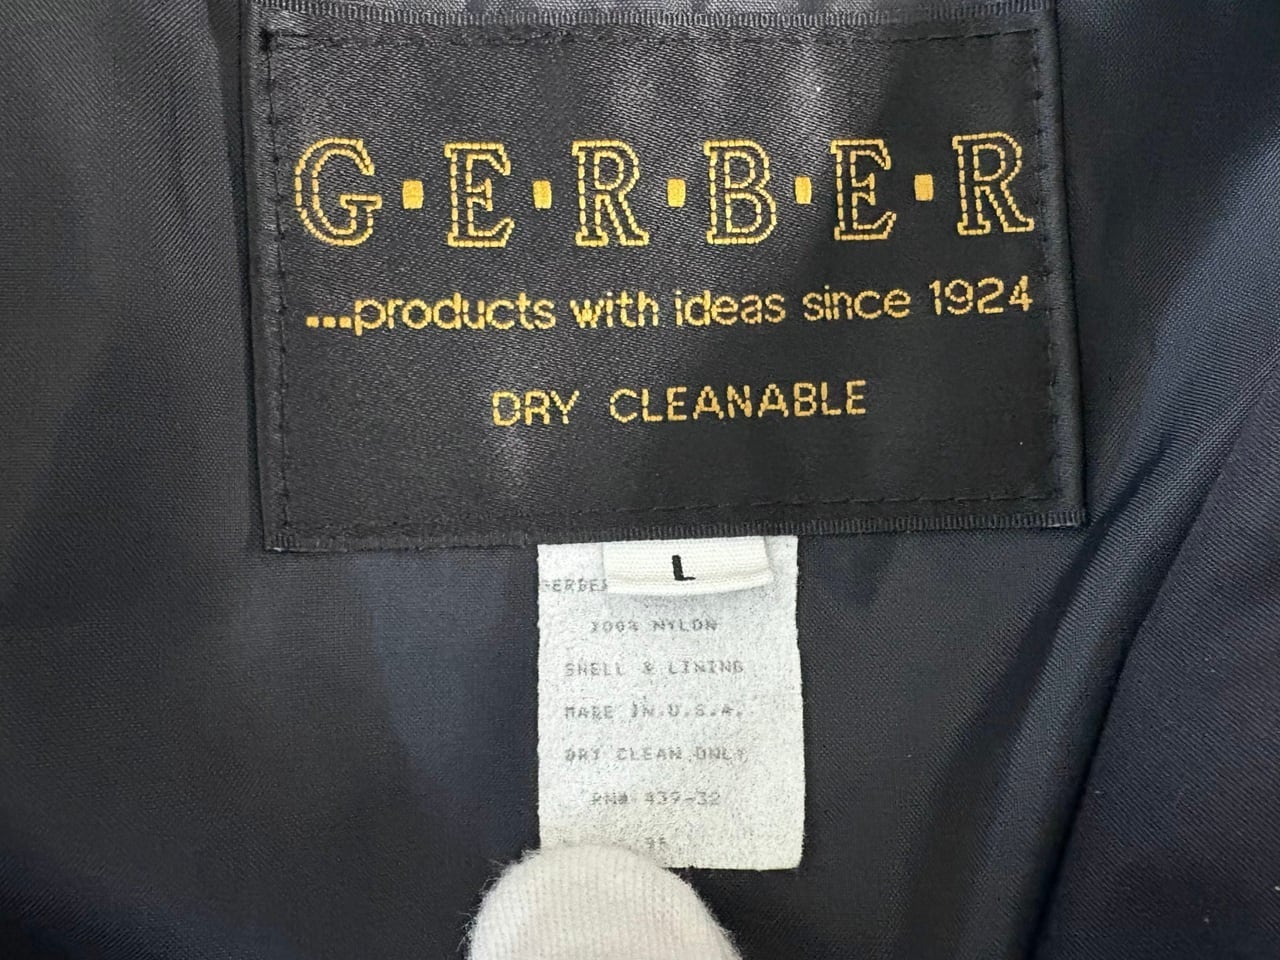 G·E·R·B·E·R
...products with ideas since 1924
DRY CLEANABLE
L
100% NYLON
SHELL & LINING
MADE IN U.S.A.
DRY CLEAN ONLY
RN# 439-32